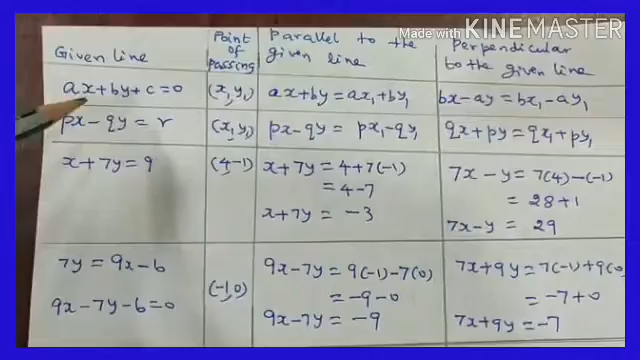 Made with KINEMASTER
Given line
Point of passing
Parallel to the given line
Perpendicular to the given line
ax+by+c=0
(x₁,y₁)
ax+by=ax₁+by₁
bx-ay=bx₁-ay₁
px-qy=r
(x₁,y₁)
px-qy=px₁-qy₁
qx+py=qx₁+py₁
x+7y=9
(4,-1)
x+7y=4+7(-1)
=4-7
x+7y=-3
7x-y=7(4)-(-1)
=28+1
7x-y=29
7y=9x-6
9x-7y-6=0
(-1,0)
9x-7y=9(-1)-7(0)
=-9-0
9x-7y=-9
7x+9y=7(-1)+9(0
=-7+0
7x+9y=-7